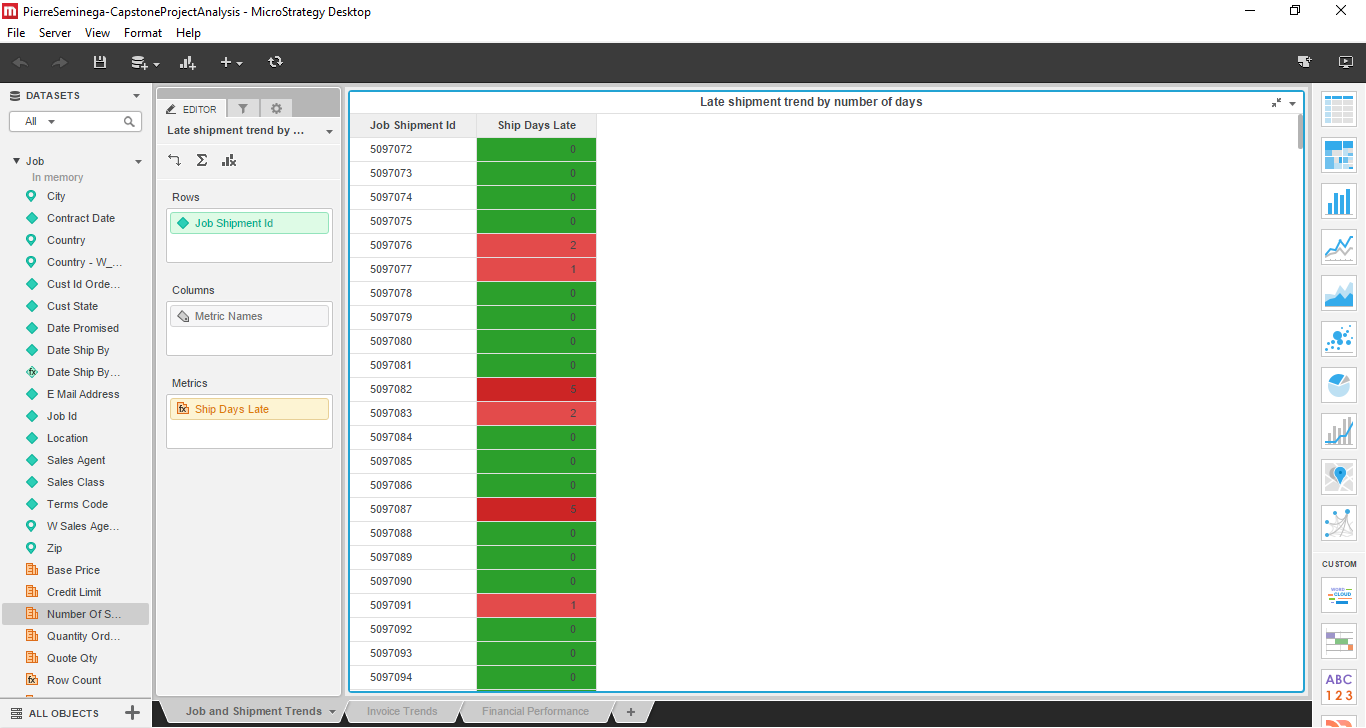 PierreSeminega-CapstoneProjectAnalysis - MicroStrategy Desktop
File Server View Format Help
DATASETS
All
Job
In memory
City
Contract Date
Country
Country - W_...
Cust Id Orde...
Cust State
Date Promised
Date Ship By
Date Ship By...
E Mail Address
Job Id
Location
Sales Agent
Sales Class
Terms Code
W Sales Age...
Zip
Base Price
Credit Limit
Number Of S...
Quantity Ord...
Quote Qty
Row Count
ALL OBJECTS
EDITOR
Late shipment trend by ...
Rows
Job Shipment Id
Columns
Metric Names
Metrics
Ship Days Late
Late shipment trend by number of days
Job Shipment Id Ship Days Late
5097072 0
5097073 0
5097074 0
5097075 0
5097076 2
5097077 1
5097078 0
5097079 0
5097080 0
5097081 0
5097082 5
5097083 2
5097084 0
5097085 0
5097086 0
5097087 5
5097088 0
5097089 0
5097090 0
5097091 1
5097092 0
5097093 0
5097094 0
Job and Shipment Trends Invoice Trends Financial Performance +
CUSTOM
WORD
CLOUD
ABC
123